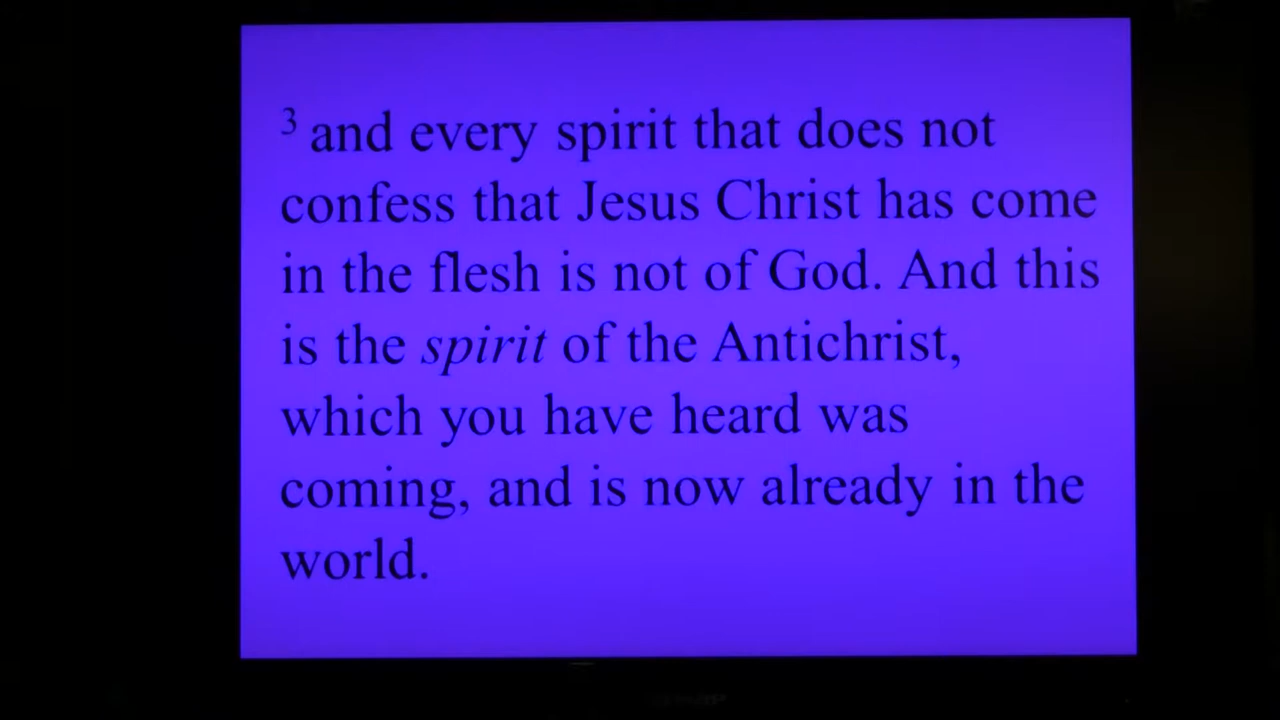 3 and every spirit that does not
confess that Jesus Christ has come
in the flesh is not of God. And this
is the spirit of the Antichrist,
which you have heard was
coming, and is now already in the
world.